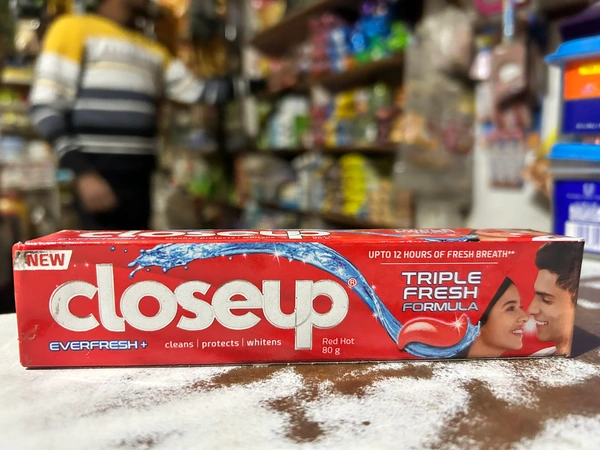 NEW
closeup®
EVERFRESH +
cleans | protects | whitens
Red Hot
80 g
UPTO 12 HOURS OF FRESH BREATH**
TRIPLE
FRESH
FORMULA